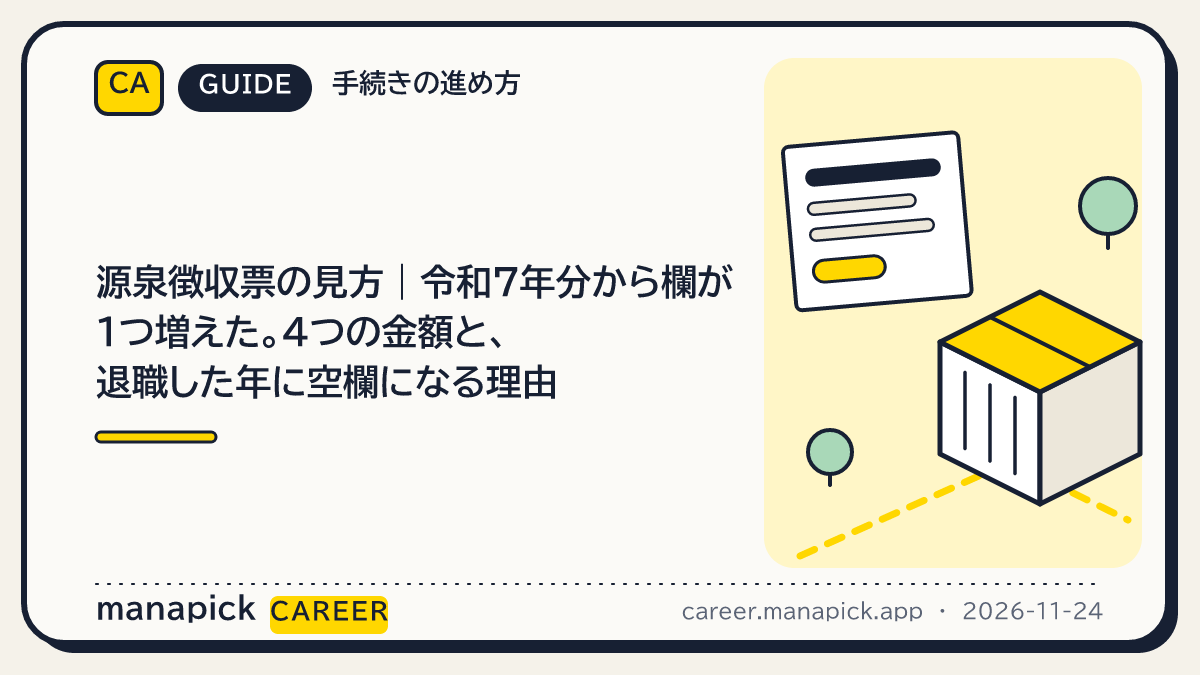 CA GUIDE 手続きの進め方
源泉徴収票の見方｜令和7年分から欄が
1つ増えた。4つの金額と、
退職した年に空欄になる理由
manapick CAREER career.manapick.app ・ 2026-11-24